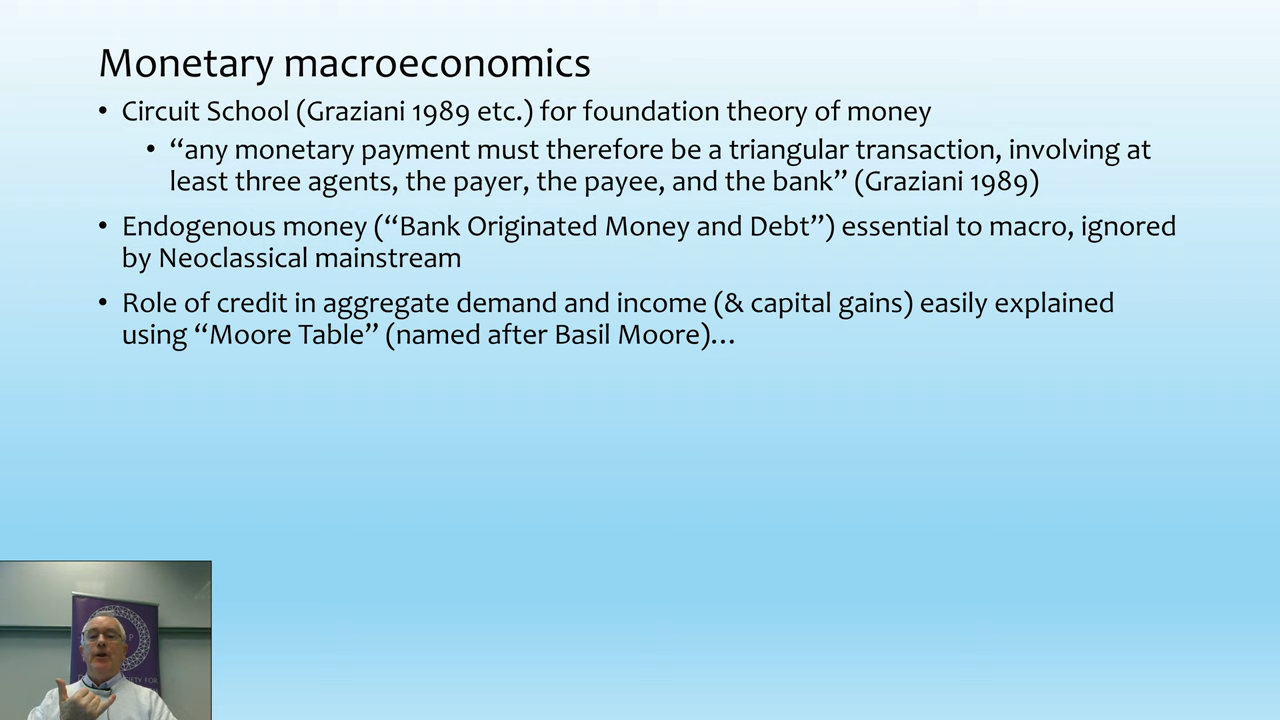 Monetary macroeconomics
• Circuit School (Graziani 1989 etc.) for foundation theory of money
• “any monetary payment must therefore be a triangular transaction, involving at
least three agents, the payer, the payee, and the bank” (Graziani 1989)
• Endogenous money (“Bank Originated Money and Debt”) essential to macro, ignored
by Neoclassical mainstream
• Role of credit in aggregate demand and income (& capital gains) easily explained
using “Moore Table” (named after Basil Moore)…